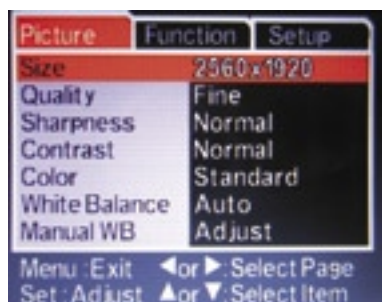 Picture Function Setup
Size 2560x1920
Quality Fine
Sharpness Normal
Contrast Normal
Color Standard
White Balance Auto
Manual WB Adjust
Menu:Exit ◀or▶:Select Page
Set:Adjust ▲or▼:Select Item